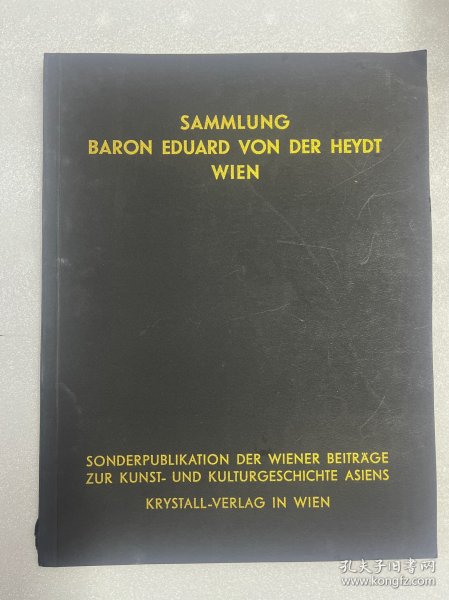 SAMMLUNG
BARON EDUARD VON DER HEYDT
WIEN
SONDERPUBLIKATION DER WIENER BEITRÄGE
ZUR KUNST- UND KULTURGESCHICHTE ASIENS
KRYSTALL-VERLAG IN WIEN
孔夫子旧书网
www.kongfz.com